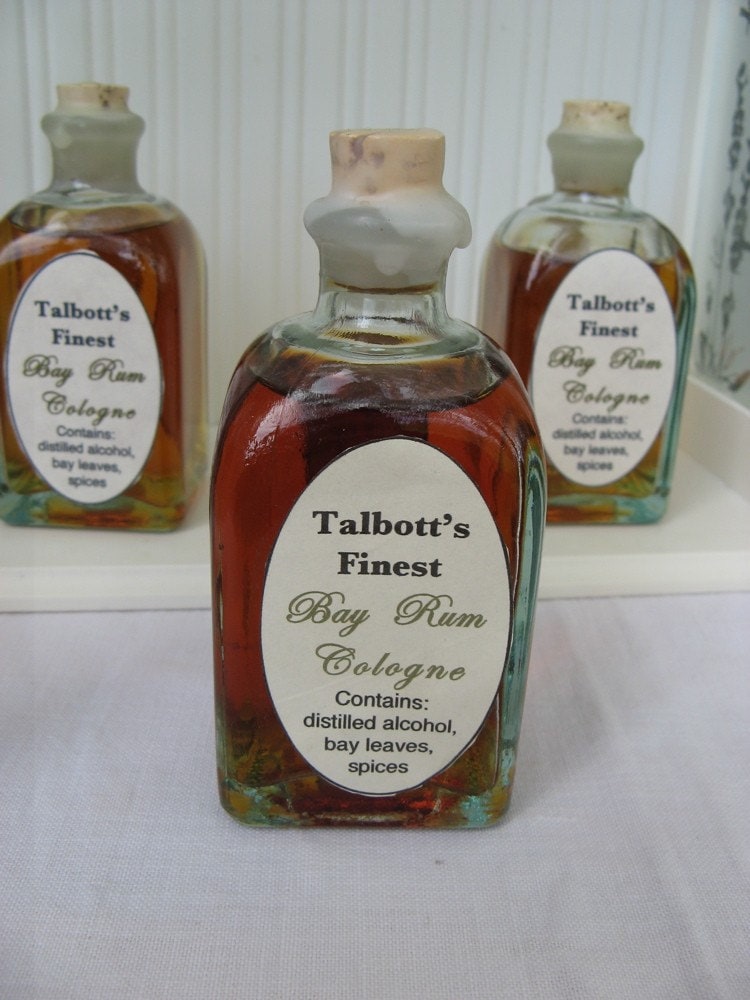 Talbott's
Finest
Bay Rum
Cologne
Contains:
distilled alcohol,
bay leaves,
spices
Talbott's
Finest
Bay Rum
Cologne
Contains:
distilled alcohol,
bay leaves,
spices
Talbott's
Finest
Bay Rum
Cologne
Contains:
distilled alcohol,
bay leaves,
spices